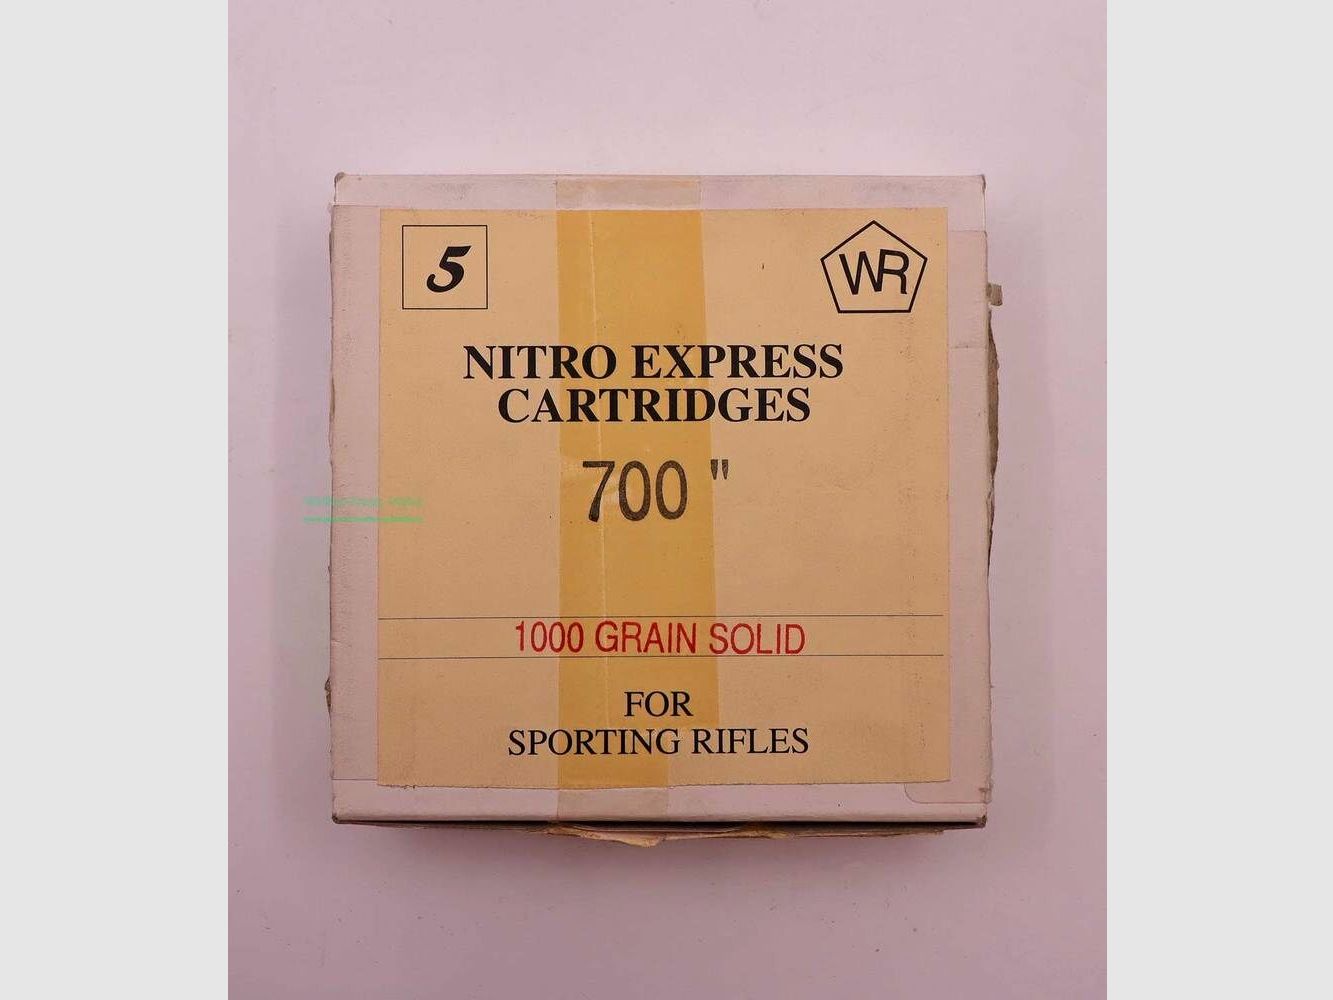 5
WR
NITRO EXPRESS
CARTRIDGES
700 "
1000 GRAIN SOLID
FOR
SPORTING RIFLES